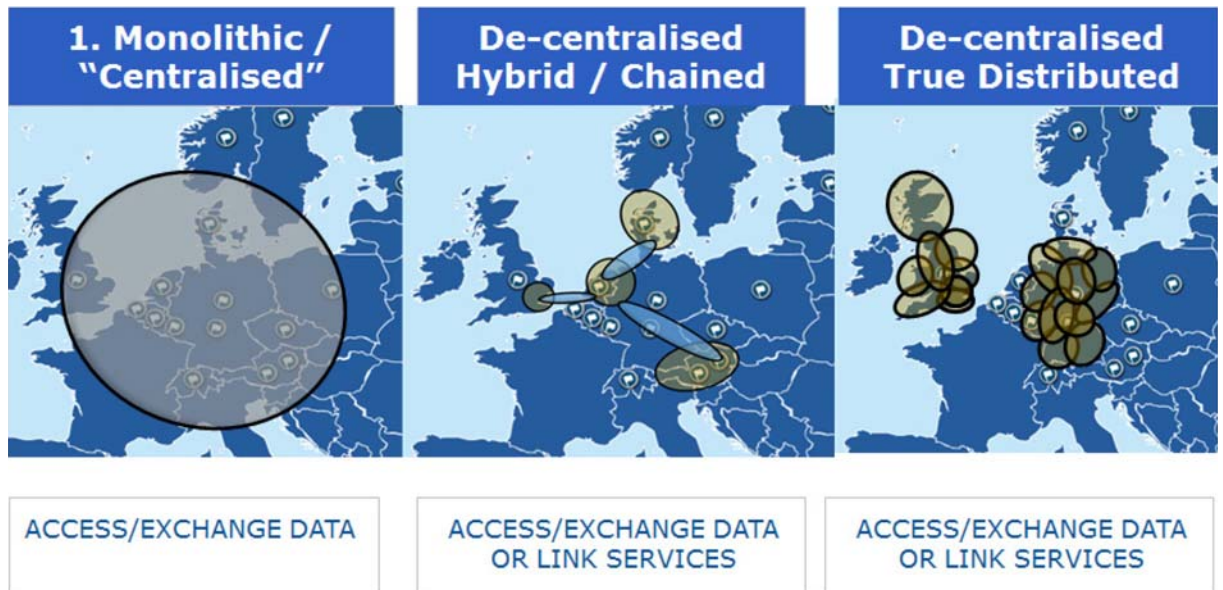 1. Monolithic /
“Centralised”
De-centralised
Hybrid / Chained
De-centralised
True Distributed
ACCESS/EXCHANGE DATA
ACCESS/EXCHANGE DATA
OR LINK SERVICES
ACCESS/EXCHANGE DATA
OR LINK SERVICES